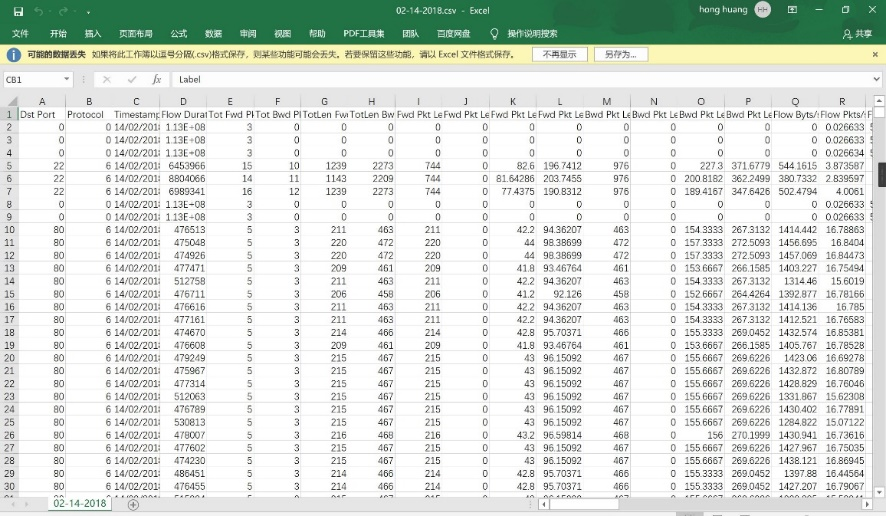 02-14-2018.csv - Excel
hong huang HH
文件 开始 插入 页面布局 公式 数据 审阅 视图 帮助 PDF工具集 团队 百度网盘 操作说明搜索 共享
可能的数据丢失 如果将此工作簿以逗号分隔(.csv)格式保存，则某些功能可能会丢失。若要保留这些功能，请以 Excel 文件格式保存。 不再显示 另存为...
CB1 fx Label
A B C D E F G H I J K L M N O P Q R
1 Dst Port Protocol Timestamp Flow Durat Tot Fwd Pl Tot Bwd Pl TotLen Fw TotLen Bw Fwd Pkt Le Fwd Pkt Le Fwd Pkt Le Fwd Pkt Le Bwd Pkt Le Bwd Pkt Le Bwd Pkt Le Bwd Pkt Le Flow Byts/ Flow Pkts/ F
2 0 0 14/02/201 1.13E+08 3 0 0 0 0 0 0 0 0 0 0 0 0 0.026633
3 0 0 14/02/201 1.13E+08 3 0 0 0 0 0 0 0 0 0 0 0 0 0.026633
4 0 0 14/02/201 1.13E+08 3 0 0 0 0 0 0 0 0 0 0 0 0 0.026634
5 22 6 14/02/201 6453966 15 10 1239 2273 744 0 82.6 196.7412 976 0 227.3 371.6779 544.1615 3.873587
6 22 6 14/02/201 8804066 14 11 1143 2209 744 0 81.64286 203.7455 976 0 200.8182 362.2499 380.7332 2.839597
7 22 6 14/02/201 6989341 16 12 1239 2273 744 0 77.4375 190.8312 976 0 189.4167 347.6426 502.4794 4.0061
8 0 0 14/02/201 1.13E+08 3 0 0 0 0 0 0 0 0 0 0 0 0 0.026633
9 0 0 14/02/201 1.13E+08 3 0 0 0 0 0 0 0 0 0 0 0 0 0.026633
10 80 6 14/02/201 476513 5 3 211 463 211 0 42.2 94.36207 463 0 154.3333 267.3132 1414.442 16.78863
11 80 6 14/02/201 475048 5 3 220 472 220 0 44 98.38699 472 0 157.3333 272.5093 1456.695 16.8404
12 80 6 14/02/201 474926 5 3 220 472 220 0 44 98.38699 472 0 157.3333 272.5093 1457.069 16.84473
13 80 6 14/02/201 477471 5 3 209 461 209 0 41.8 93.46764 461 0 153.6667 266.1585 1403.227 16.75494
14 80 6 14/02/201 512758 5 3 211 463 211 0 42.2 94.36207 463 0 154.3333 267.3132 1314.46 15.6019
15 80 6 14/02/201 476711 5 3 206 458 206 0 41.2 92.126 458 0 152.6667 264.4264 1392.877 16.78166
16 80 6 14/02/201 476616 5 3 211 463 211 0 42.2 94.36207 463 0 154.3333 267.3132 1414.136 16.785
17 80 6 14/02/201 477161 5 3 211 463 211 0 42.2 94.36207 463 0 154.3333 267.3132 1412.521 16.76583
18 80 6 14/02/201 474670 5 3 214 466 214 0 42.8 95.70371 466 0 155.3333 269.0452 1432.574 16.85381
19 80 6 14/02/201 476608 5 3 209 461 209 0 41.8 93.46764 461 0 153.6667 266.1585 1405.767 16.78528
20 80 6 14/02/201 479249 5 3 215 467 215 0 43 96.15092 467 0 155.6667 269.6226 1423.06 16.69278
21 80 6 14/02/201 475967 5 3 215 467 215 0 43 96.15092 467 0 155.6667 269.6226 1432.872 16.80789
22 80 6 14/02/201 477314 5 3 215 467 215 0 43 96.15092 467 0 155.6667 269.6226 1428.829 16.76046
23 80 6 14/02/201 512063 5 3 215 467 215 0 43 96.15092 467 0 155.6667 269.6226 1331.867 15.62308
24 80 6 14/02/201 476789 5 3 215 467 215 0 43 96.15092 467 0 155.6667 269.6226 1430.402 16.77891
25 80 6 14/02/201 530813 5 3 215 467 215 0 43 96.15092 467 0 155.6667 269.6226 1284.822 15.07122
26 80 6 14/02/201 478007 5 3 216 468 216 0 43.2 96.59814 468 0 156 270.1999 1430.941 16.73616
27 80 6 14/02/201 477602 5 3 215 467 215 0 43 96.15092 467 0 155.6667 269.6226 1427.967 16.75035
28 80 6 14/02/201 474230 5 3 215 467 215 0 43 96.15092 467 0 155.6667 269.6226 1438.121 16.86945
29 80 6 14/02/201 486451 5 3 214 466 214 0 42.8 95.70371 466 0 155.3333 269.0452 1397.88 16.44564
30 80 6 14/02/201 476455 5 3 214 466 214 0 42.8 95.70371 466 0 155.3333 269.0452 1427.207 16.79067
02-14-2018